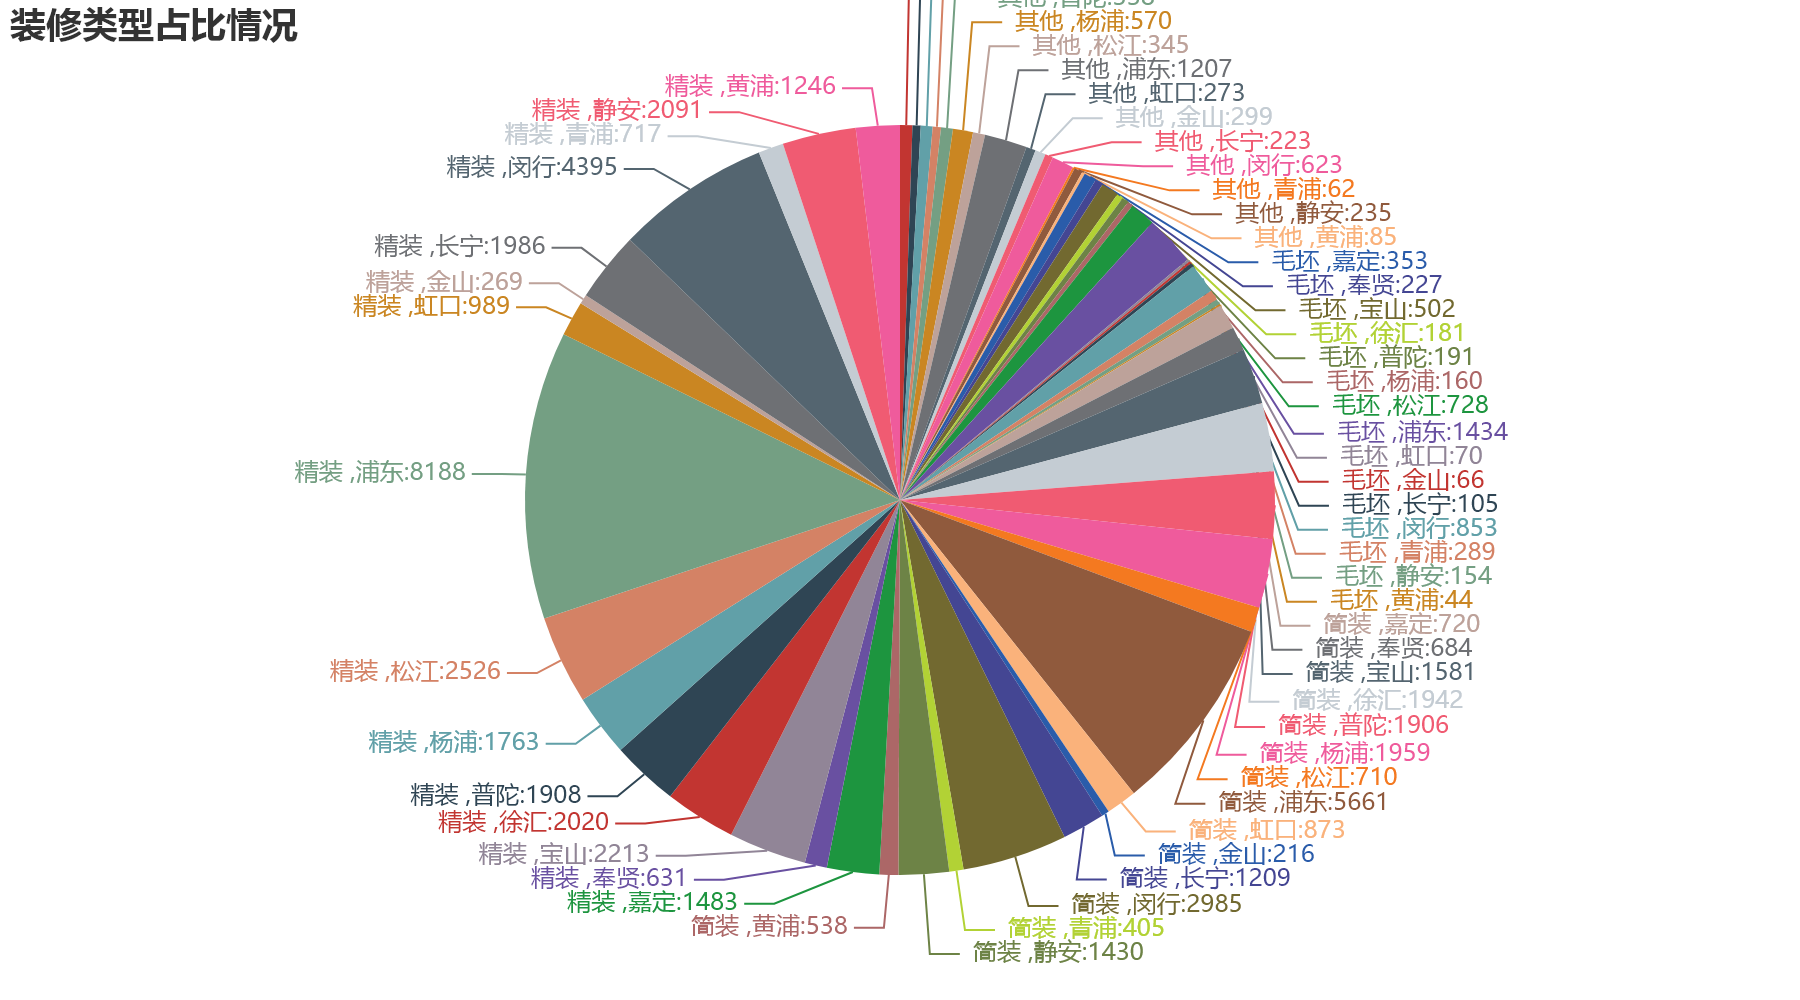 装修类型占比情况
其他 ,杨浦:570
其他 ,松江:345
其他 ,浦东:1207
其他 ,虹口:273
其他 ,金山:299
其他 ,长宁:223
其他 ,闵行:623
其他 ,青浦:62
其他 ,静安:235
其他 ,黄浦:85
毛坯 ,嘉定:353
毛坯 ,奉贤:227
毛坯 ,宝山:502
毛坯 ,徐汇:181
毛坯 ,普陀:191
毛坯 ,杨浦:160
毛坯 ,松江:728
毛坯 ,浦东:1434
毛坯 ,虹口:70
毛坯 ,金山:66
毛坯 ,长宁:105
毛坯 ,闵行:853
毛坯 ,青浦:289
毛坯 ,静安:154
毛坯 ,黄浦:44
简装 ,嘉定:720
简装 ,奉贤:684
简装 ,宝山:1581
简装 ,徐汇:1942
简装 ,普陀:1906
简装 ,杨浦:1959
简装 ,松江:710
简装 ,浦东:5661
简装 ,虹口:873
简装 ,金山:216
简装 ,长宁:1209
简装 ,闵行:2985
简装 ,青浦:405
简装 ,静安:1430
简装 ,黄浦:538
精装 ,嘉定:1483
精装 ,奉贤:631
精装 ,宝山:2213
精装 ,徐汇:2020
精装 ,普陀:1908
精装 ,杨浦:1763
精装 ,松江:2526
精装 ,浦东:8188
精装 ,虹口:989
精装 ,金山:269
精装 ,长宁:1986
精装 ,闵行:4395
精装 ,青浦:717
精装 ,静安:2091
精装 ,黄浦:1246